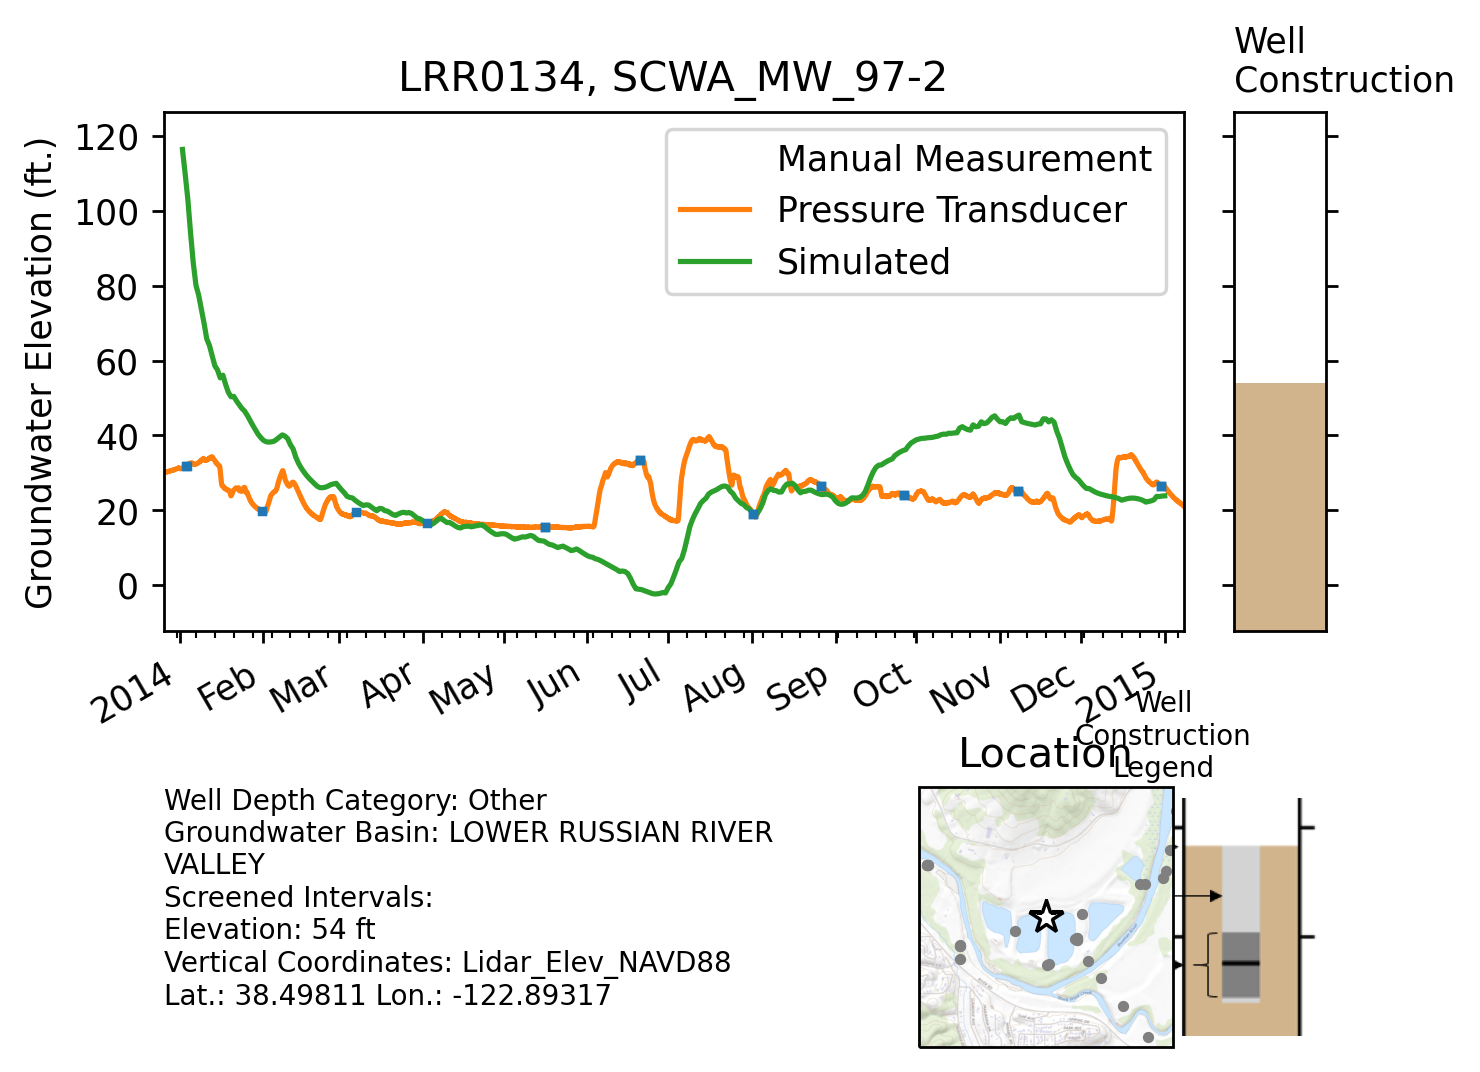 Well
Construction
LRR0134, SCWA_MW_97-2
Groundwater Elevation (ft.)
120
100
80
60
40
20
0
Manual Measurement
Pressure Transducer
Simulated
2014
Feb
Mar
Apr
May
Jun
Jul
Aug
Sep
Oct
Nov
Dec
2015
Well
Construction
Legend
Location
Well Depth Category: Other
Groundwater Basin: LOWER RUSSIAN RIVER
VALLEY
Screened Intervals:
Elevation: 54 ft
Vertical Coordinates: Lidar_Elev_NAVD88
Lat.: 38.49811 Lon.: -122.89317